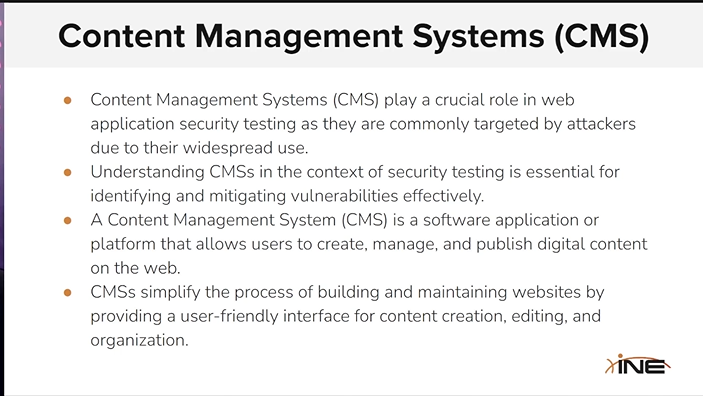 Content Management Systems (CMS)
• Content Management Systems (CMS) play a crucial role in web
application security testing as they are commonly targeted by attackers
due to their widespread use.
• Understanding CMSs in the context of security testing is essential for
identifying and mitigating vulnerabilities effectively.
• A Content Management System (CMS) is a software application or
platform that allows users to create, manage, and publish digital content
on the web.
• CMSs simplify the process of building and maintaining websites by
providing a user-friendly interface for content creation, editing, and
organization.
INE